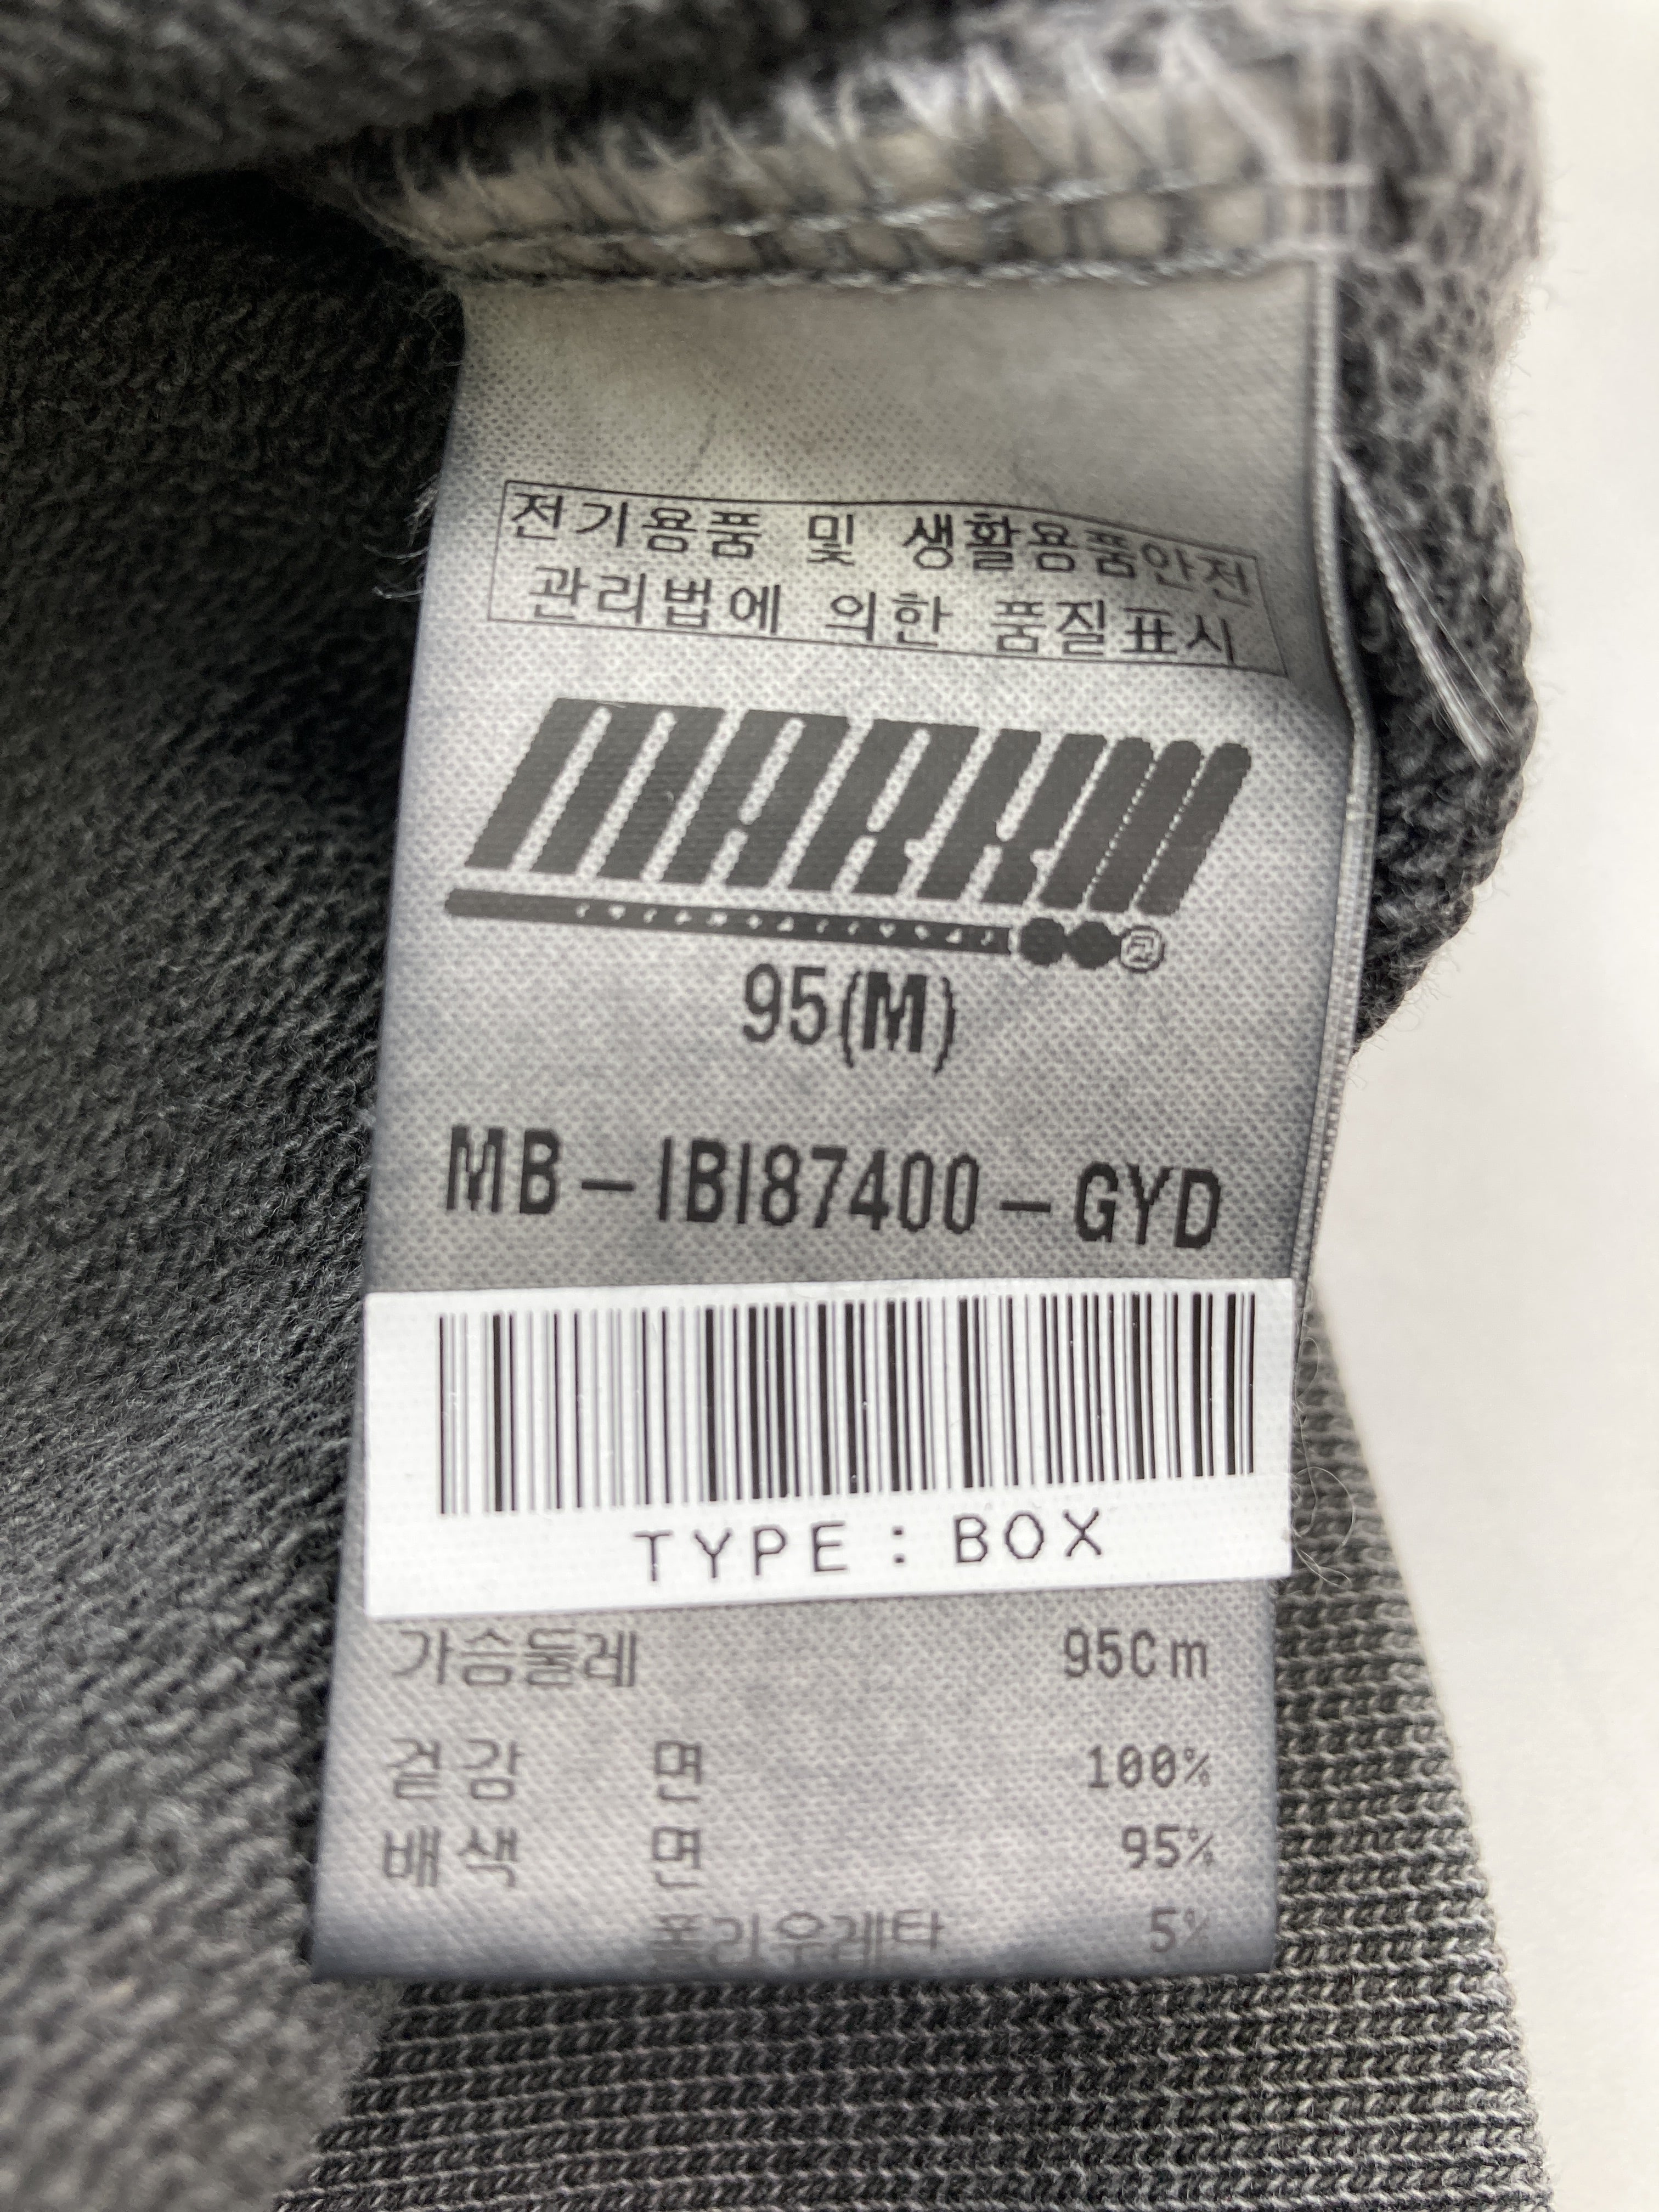 전기용품 및 생활용품안전
관리법에 의한 품질표시
MARKM
95(M)
MB-IBI87400-GYD
TYPE : BOX
가슴둘레 95Cm
겉감 면 100%
배색 면 95%
폴리우레탄 5%